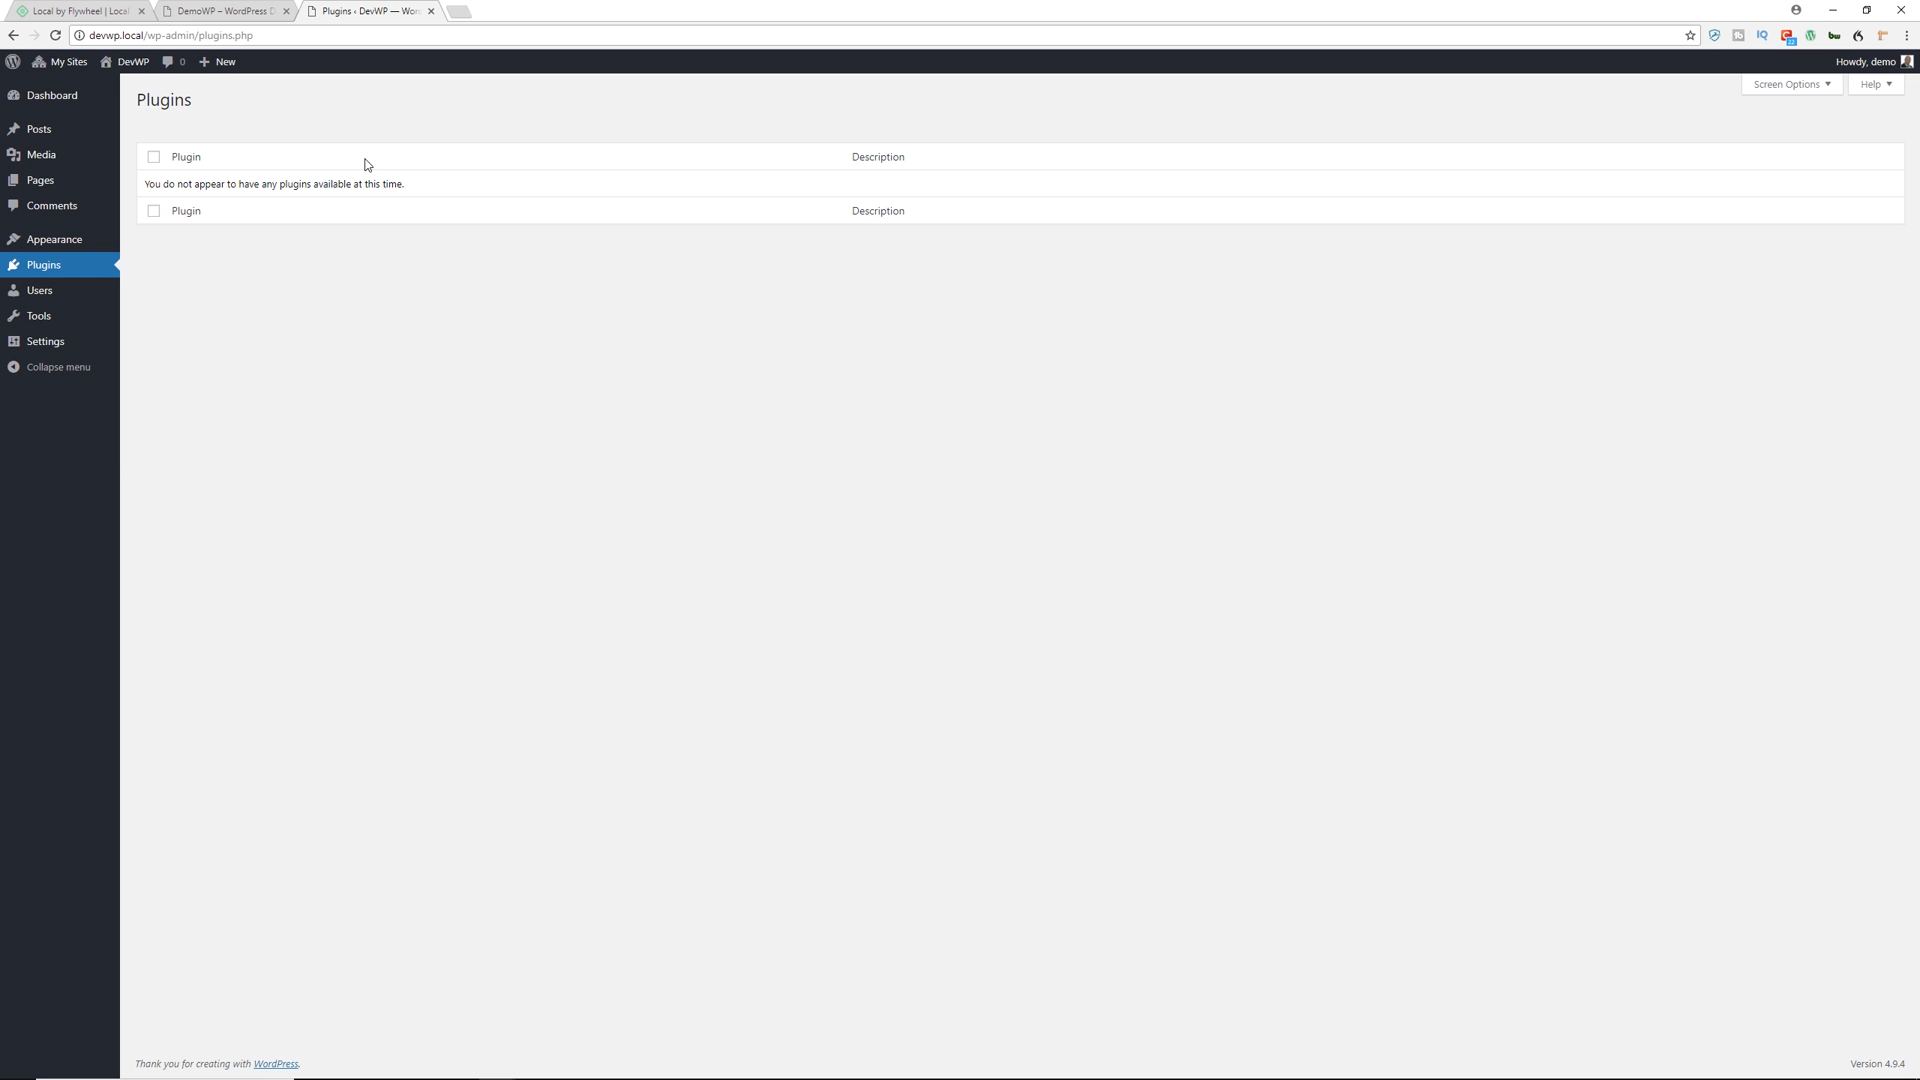 Local by Flywheel | Local
DemoWP – WordPress D
Plugins ‹ DevWP — Wor
devwp.local/wp-admin/plugins.php
My Sites
DevWP
0
New
Howdy, demo
Screen Options
Help
Dashboard
Posts
Media
Pages
Comments
Appearance
Plugins
Users
Tools
Settings
Collapse menu
Plugins
Plugin Description
You do not appear to have any plugins available at this time.
Plugin Description
Thank you for creating with WordPress.
Version 4.9.4